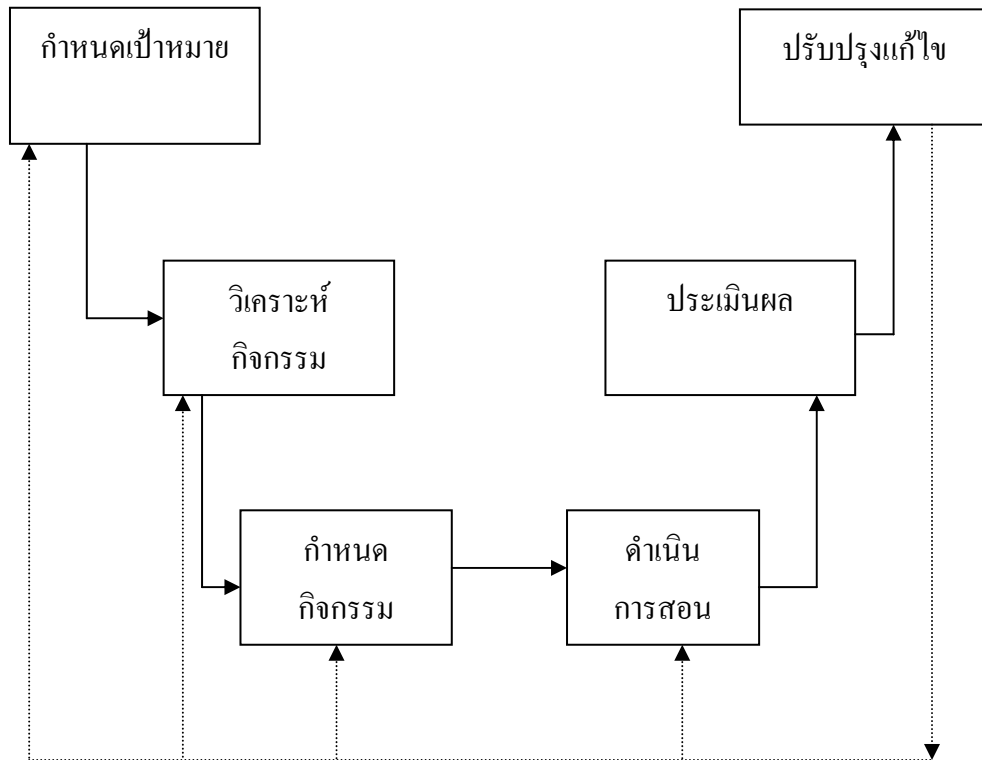 กำหนดเป้าหมาย
ปรับปรุงแก้ไข
วิเคราะห์
กิจกรรม
ประเมินผล
กำหนด
กิจกรรม
ดำเนิน
การสอน